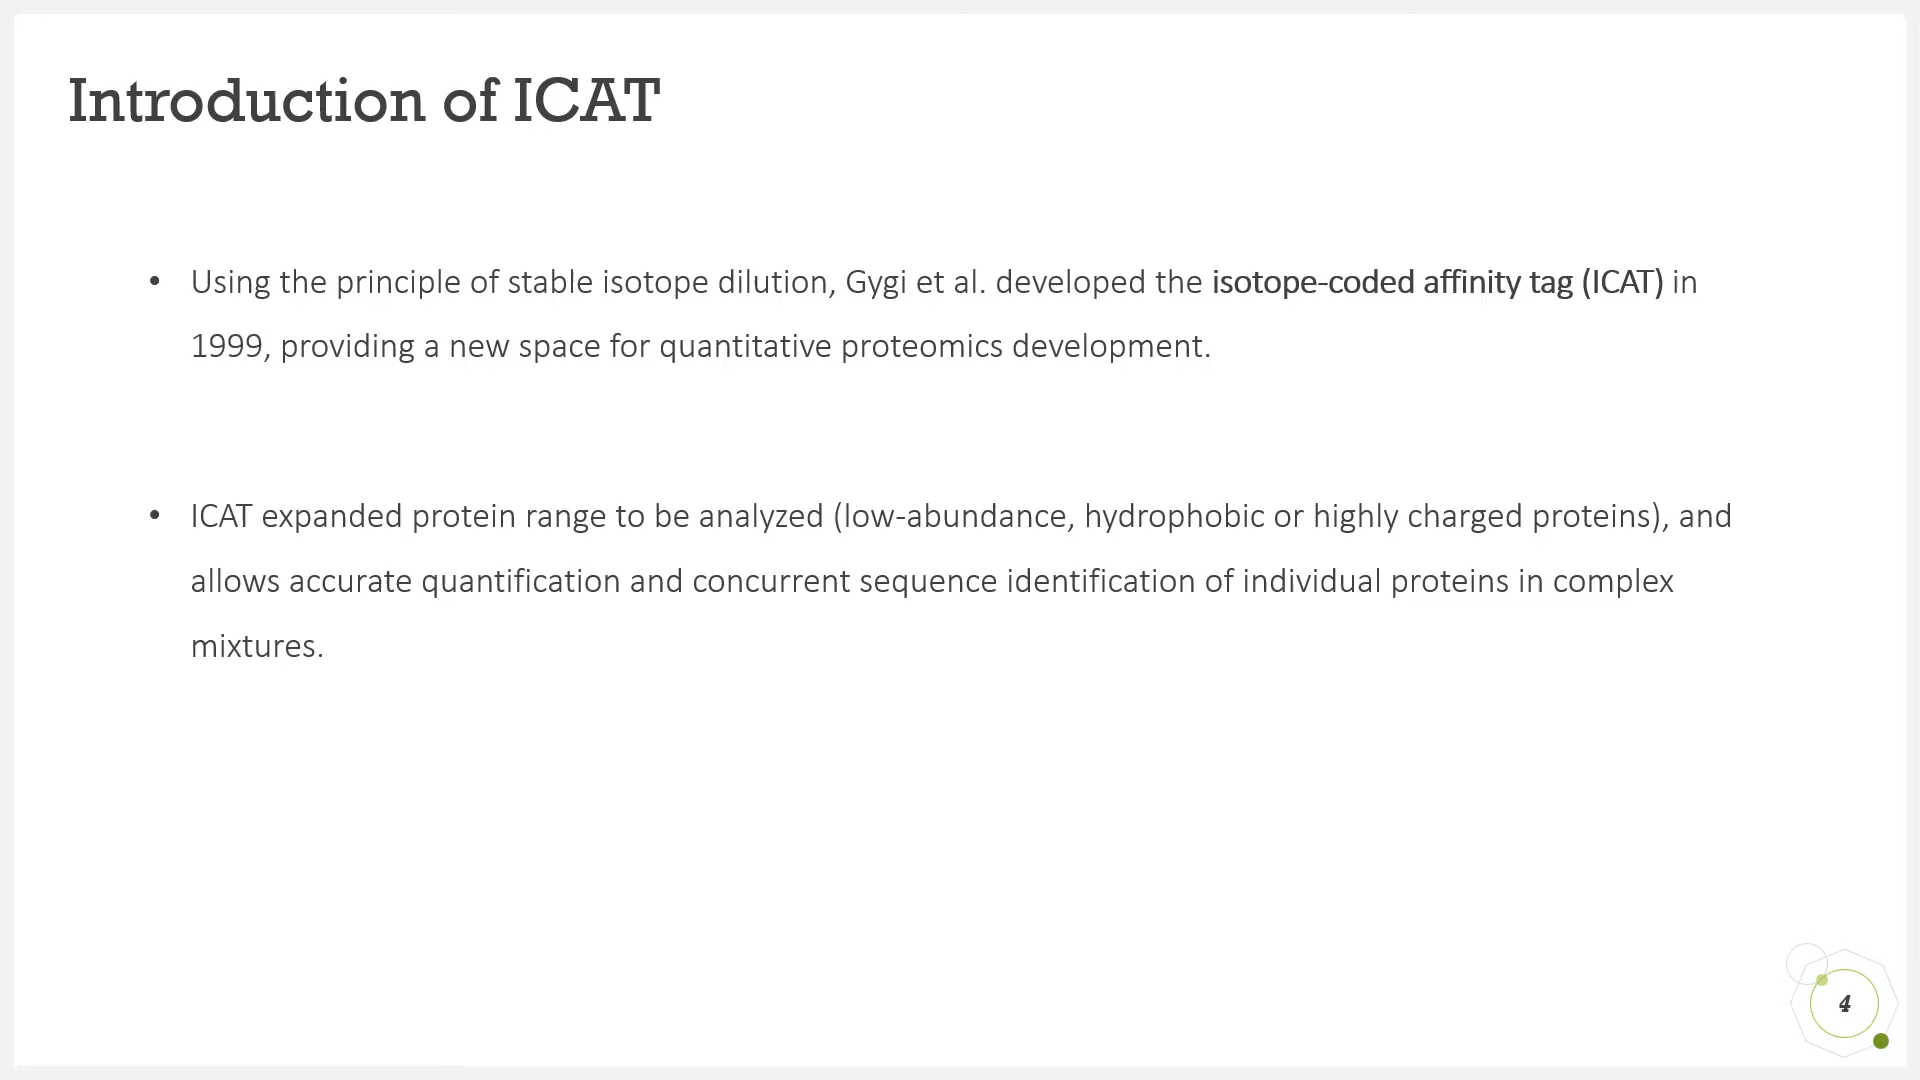 Introduction of ICAT
• Using the principle of stable isotope dilution, Gygi et al. developed the isotope-coded affinity tag (ICAT) in
1999, providing a new space for quantitative proteomics development.
• ICAT expanded protein range to be analyzed (low-abundance, hydrophobic or highly charged proteins), and
allows accurate quantification and concurrent sequence identification of individual proteins in complex
mixtures.
4